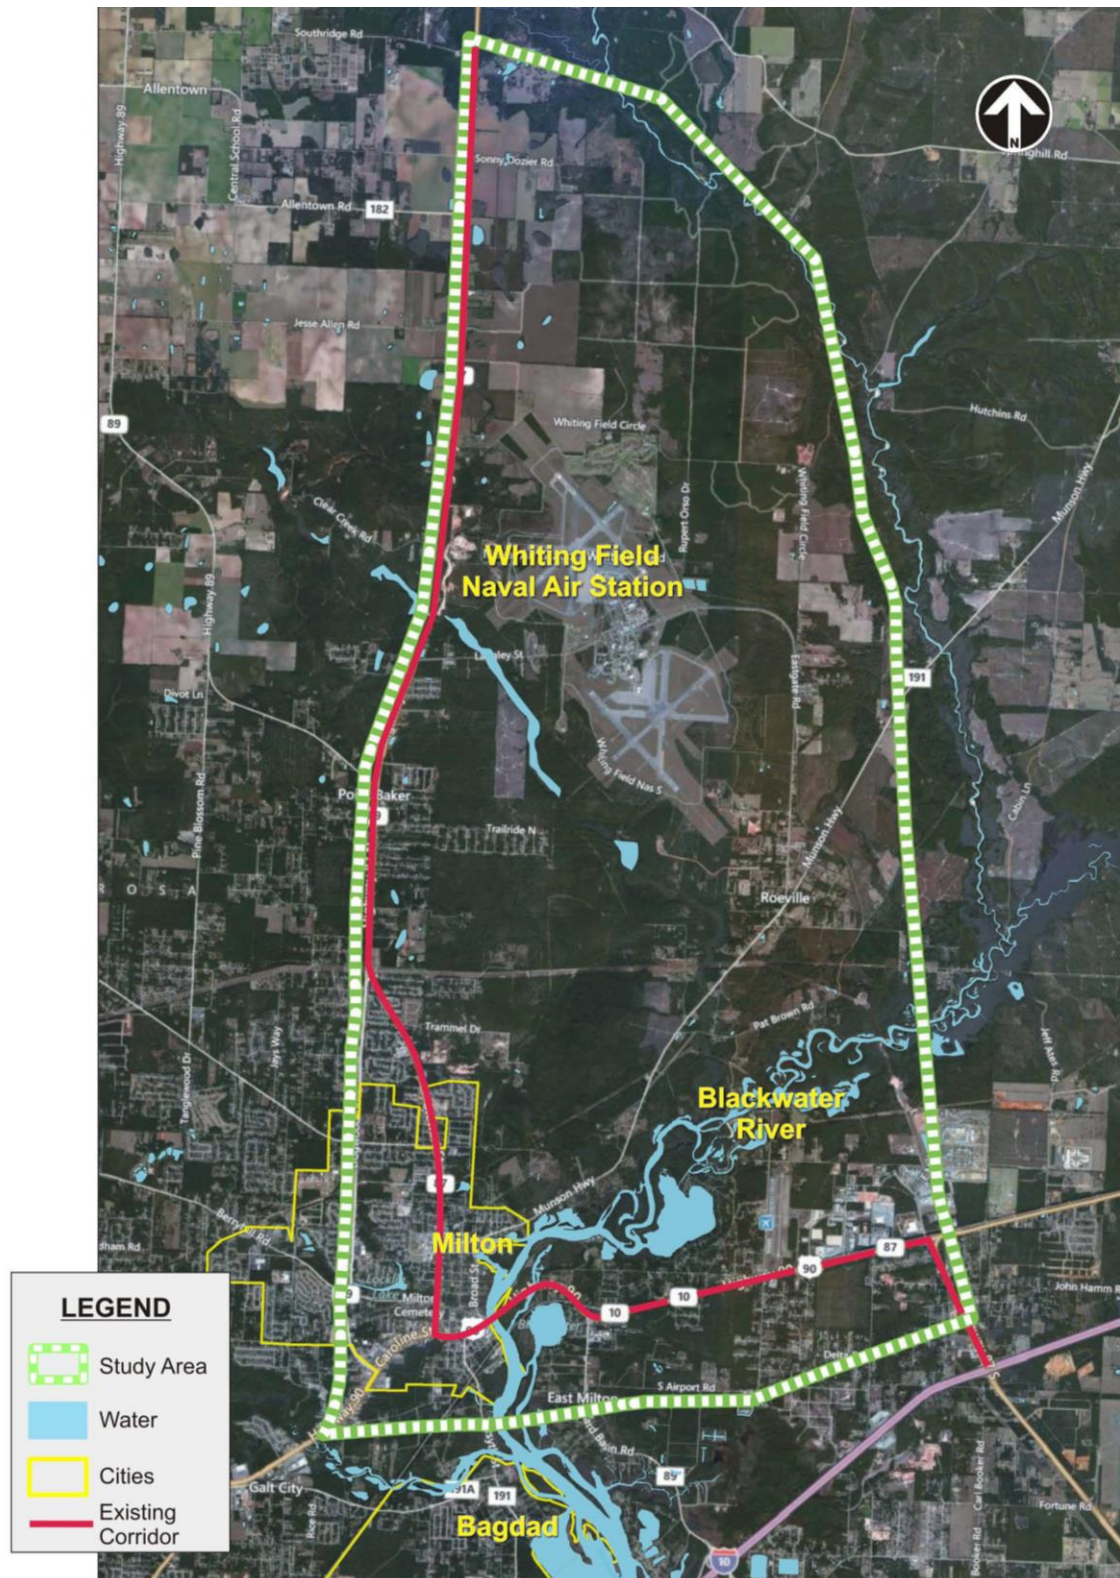 Southridge Rd
Allentown
Highway 89
Central School Rd
N
Sonny Dozier Rd
Allentown Rd
182
Jesse Allen Rd
89
Whiting Field Circle
Hutchins Rd
Munson Hwy
Clear Creek Rd
Rupert Orso Dr
Whiting Field Circle
Whiting Field
Naval Air Station
Highway 89
Langley St
Eastgate Rd
191
Divot Ln
Whiting Field Nas S
Pine Blossom Rd
Trailride N
Munson Hwy
Cabin Ln
R O S A
Roeville
Pat Brown Rd
Trammel Dr
Jays Way
Tanglewood Dr
Jeff Ates Rd
Blackwater
River
Munson Hwy
Berryhill Rd
Milton
87
90
10
10
Broad St
Milton
Cemetery
Caroline St
John Hamm R
LEGEND
Study Area
Water
Cities
Existing
Corridor
S Airport Rd
East Milton
89
Galt City
191A
191
Rice Rd
Bagdad
10
Carl Booker Rd
Booker Rd
Fortune Rd